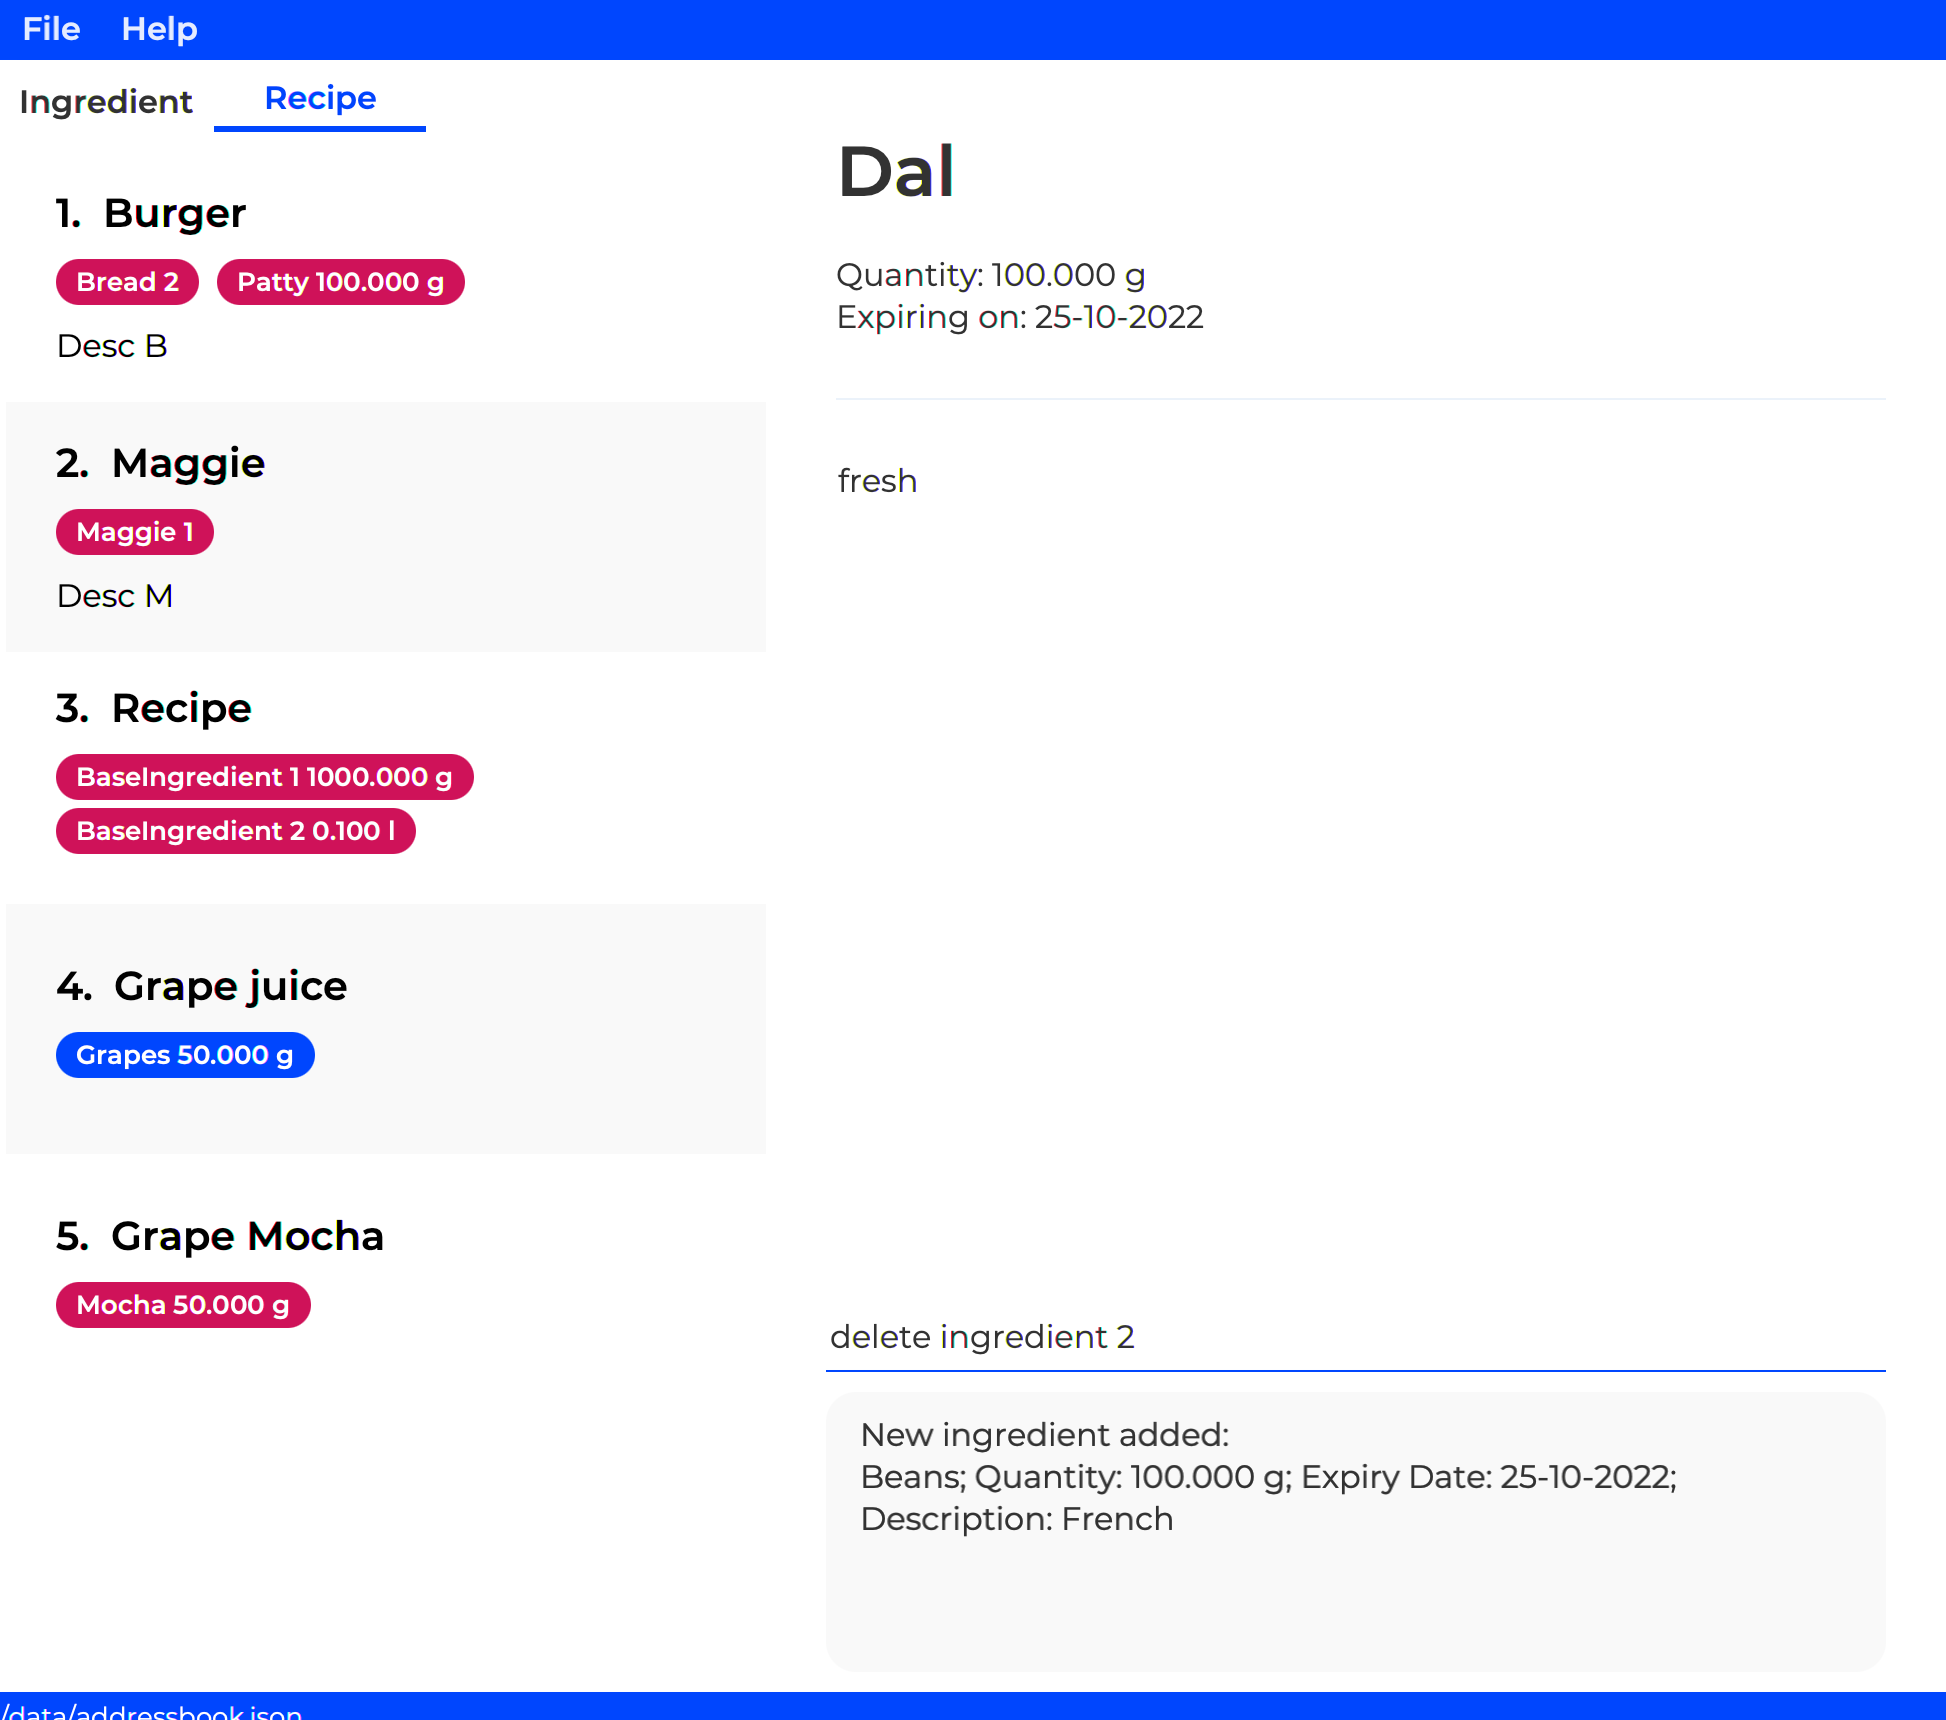 File Help
Ingredient Recipe
1. Burger
Bread 2 Patty 100.000 g
Desc B
2. Maggie
Maggie 1
Desc M
3. Recipe
BaseIngredient 1 1000.000 g
BaseIngredient 2 0.100 l
4. Grape juice
Grapes 50.000 g
5. Grape Mocha
Mocha 50.000 g
Dal
Quantity: 100.000 g
Expiring on: 25-10-2022
fresh
delete ingredient 2
New ingredient added:
Beans; Quantity: 100.000 g; Expiry Date: 25-10-2022;
Description: French
/data/addressbook.json